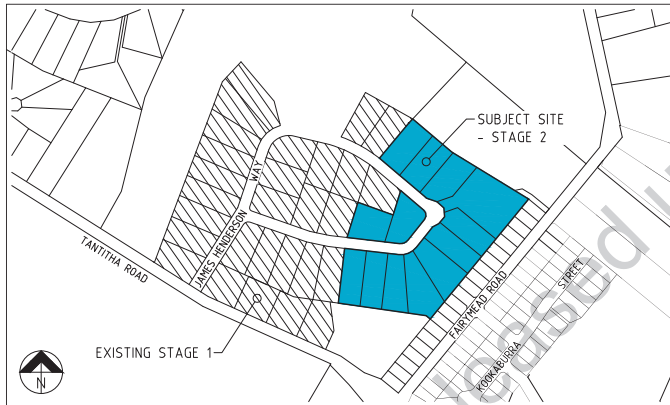 SUBJECT SITE
- STAGE 2
JAMES HENDERSON
WAY
TANTITHA ROAD
FAIRYMEAD ROAD
STREET
KOOKABURRA
EXISTING STAGE 1
N